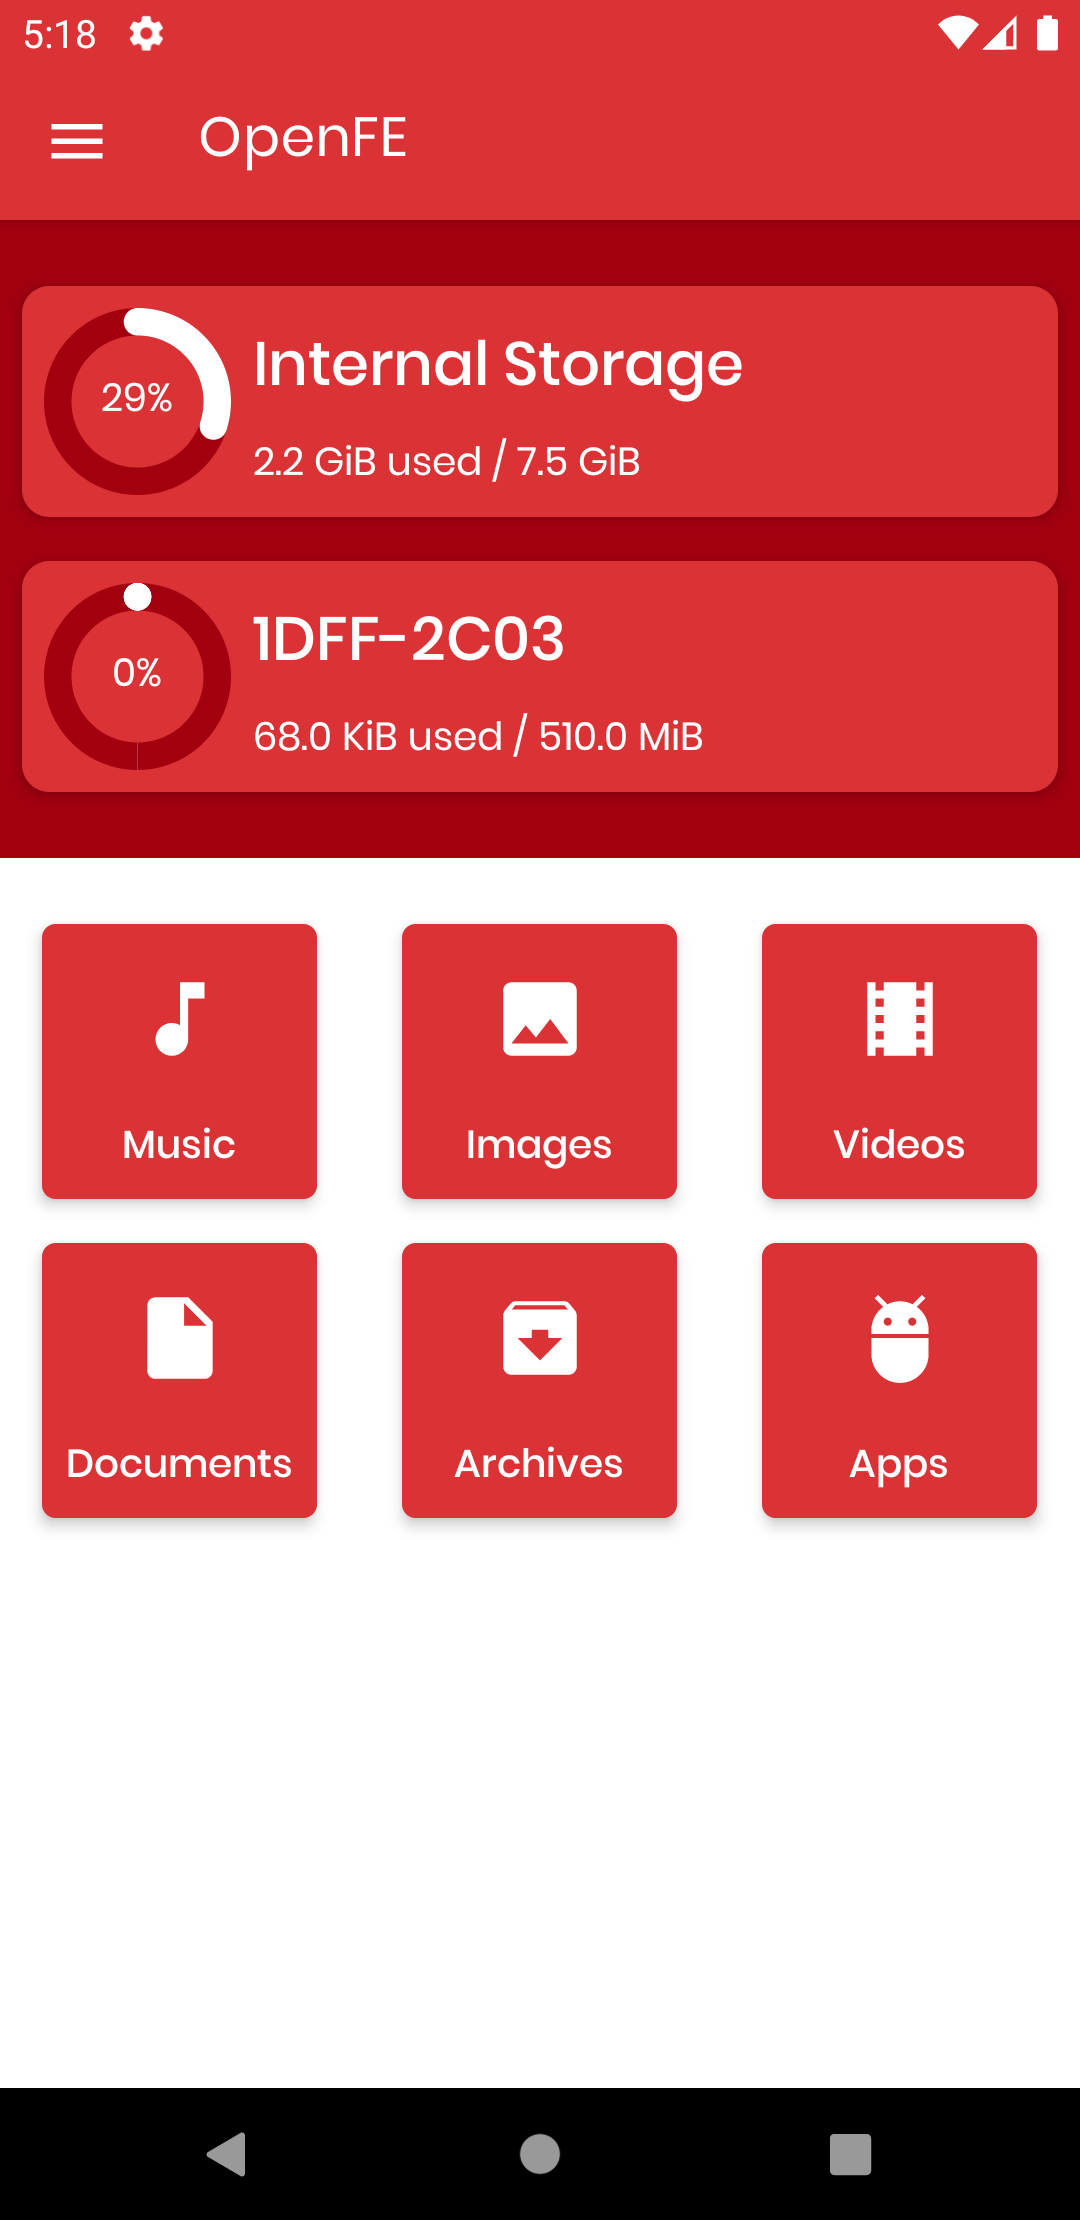 5:18
OpenFE
29%
Internal Storage
2.2 GiB used / 7.5 GiB
0%
1DFF-2C03
68.0 KiB used / 510.0 MiB
Music
Images
Videos
Documents
Archives
Apps